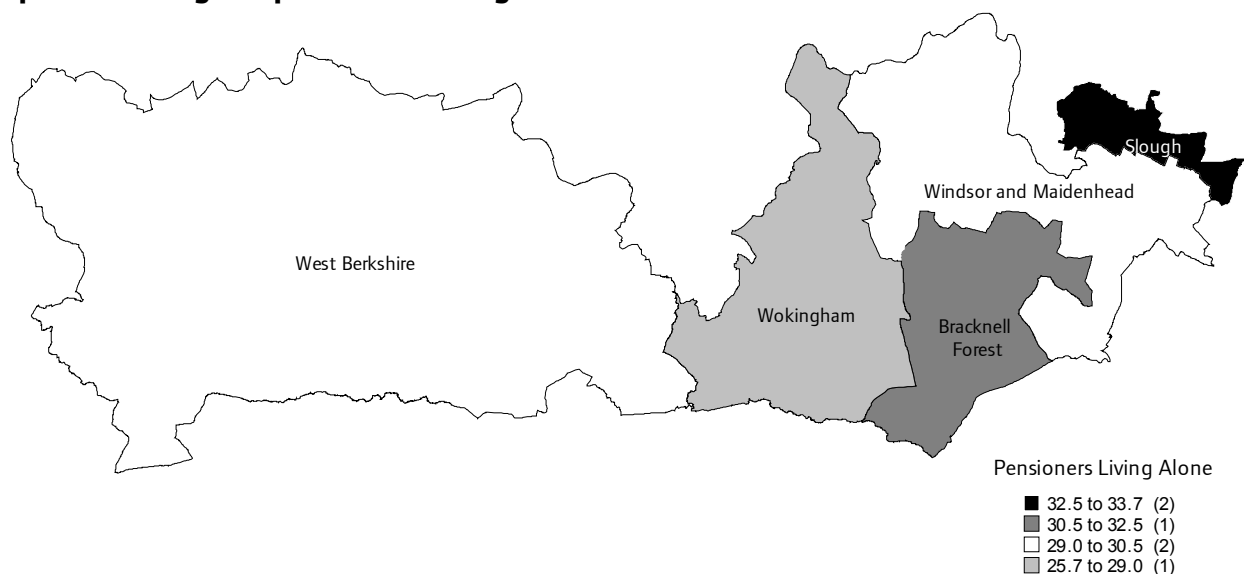 Slough
Windsor and Maidenhead
West Berkshire
Wokingham
Bracknell
Forest
Pensioners Living Alone
32.5 to 33.7 (2)
30.5 to 32.5 (1)
29.0 to 30.5 (2)
25.7 to 29.0 (1)